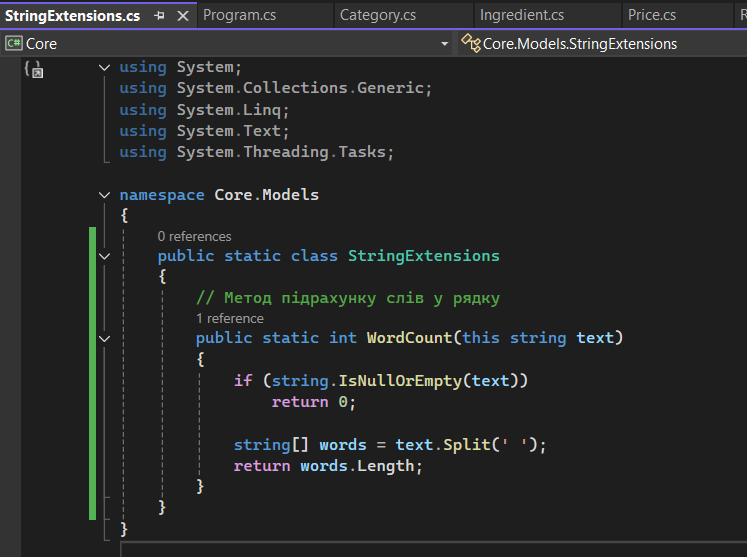 StringExtensions.cs Program.cs Category.cs Ingredient.cs Price.cs
C# Core Core.Models.StringExtensions
using System;
using System.Collections.Generic;
using System.Linq;
using System.Text;
using System.Threading.Tasks;
namespace Core.Models
{
0 references
public static class StringExtensions
{
// Метод підрахунку слів у рядку
1 reference
public static int WordCount(this string text)
{
if (string.IsNullOrEmpty(text))
return 0;
string[] words = text.Split(' ');
return words.Length;
}
}
}